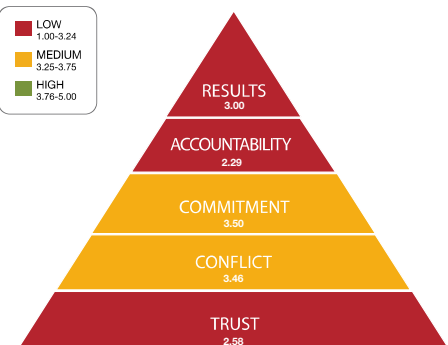 LOW
1.00-3.24
MEDIUM
3.25-3.75
HIGH
3.76-5.00
RESULTS
3.00
ACCOUNTABILITY
2.29
COMMITMENT
3.50
CONFLICT
3.46
TRUST
2.58